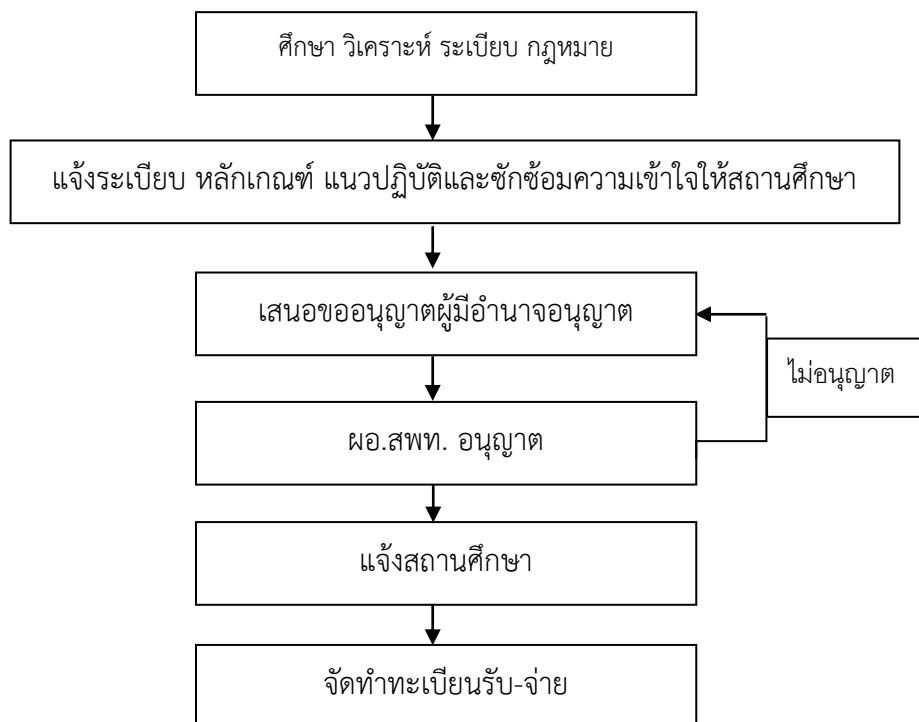 ศึกษา วิเคราะห์ ระเบียบ กฎหมาย
แจ้งระเบียบ หลักเกณฑ์ แนวปฏิบัติและซักซ้อมความเข้าใจให้สถานศึกษา
เสนอขออนุญาตผู้มีอำนาจอนุญาต
ไม่อนุญาต
ผอ.สพท. อนุญาต
แจ้งสถานศึกษา
จัดทำทะเบียนรับ-จ่าย